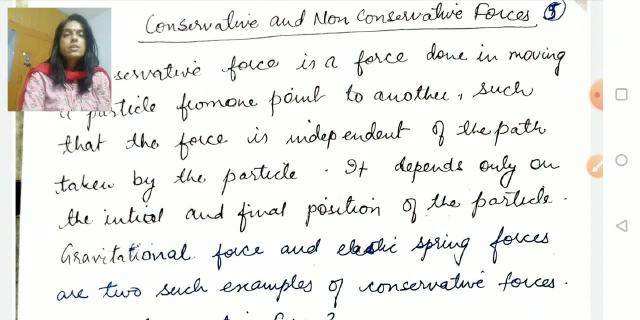 Conservative and Non Conservative Forces 5
servative force is a force done in moving
a particle from one point to another, such
that the force is independent of the path
taken by the particle. It depends only on
the intial and final position of the particle.
Gravitational force and elastic spring forces
are two such examples of conservative forces.